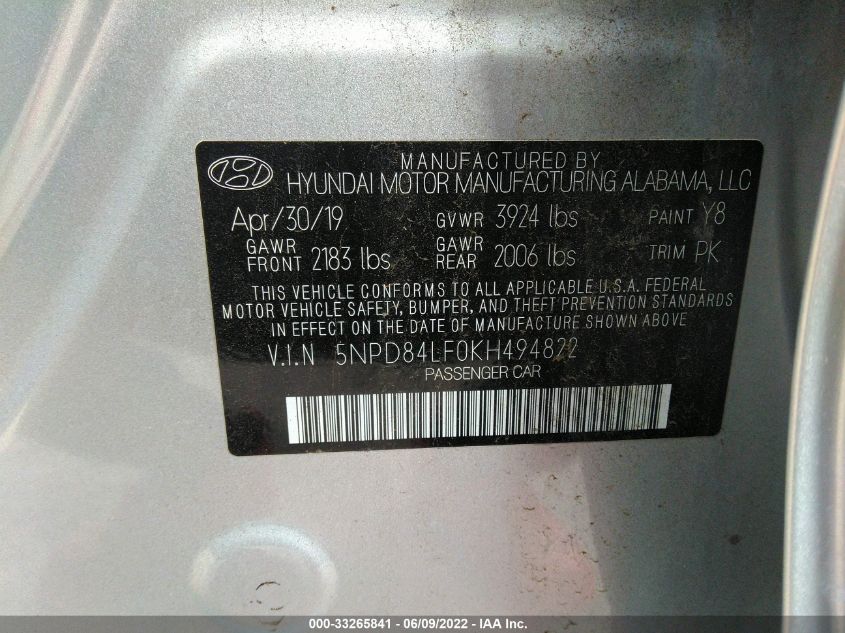 MANUFACTURED BY
HYUNDAI MOTOR MANUFACTURING ALABAMA, LLC
Apr/30/19 GVWR 3924 lbs PAINT Y8
GAWR FRONT 2183 lbs GAWR REAR 2006 lbs TRIM PK
THIS VEHICLE CONFORMS TO ALL APPLICABLE U.S.A. FEDERAL
MOTOR VEHICLE SAFETY, BUMPER, AND THEFT PREVENTION STANDARDS
IN EFFECT ON THE DATE OF MANUFACTURE SHOWN ABOVE
V.I.N 5NPD84LF0KH494822
PASSENGER CAR
000-33265841 - 06/09/2022 - IAA Inc.